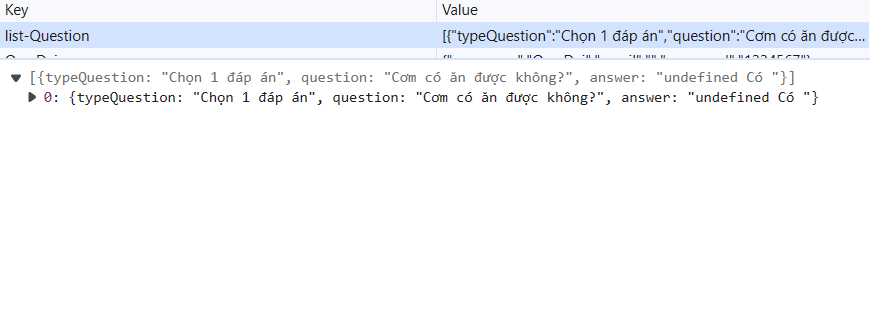 Key Value
list-Question [{"typeQuestion":"Chọn 1 đáp án","question":"Cơm có ăn được...
[{typeQuestion: "Chọn 1 đáp án", question: "Cơm có ăn được không?", answer: "undefined Có "}]
0: {typeQuestion: "Chọn 1 đáp án", question: "Cơm có ăn được không?", answer: "undefined Có "}